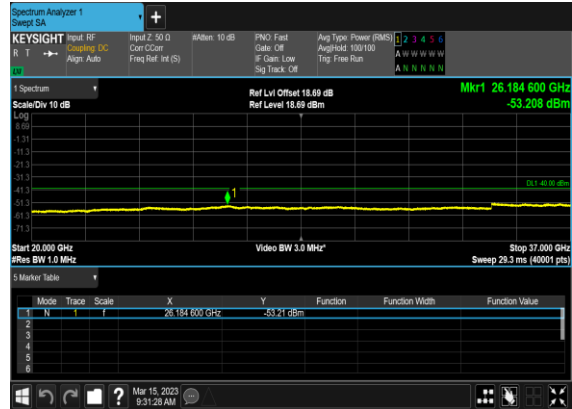 Spectrum Analyzer 1
Swept SA
+
KEYSIGHT Input: RF Input Z: 50 Ω #Atten: 10 dB PNO: Fast Avg Type: Power (RMS) 1 2 3 4 5 6
R T Coupling: DC Corr CCorr Gate: Off Avg|Hold: 100/100 A W W W W W
Align: Auto Freq Ref: Int (S) IF Gain: Low Trig: Free Run
LXI Sig Track: Off A N N N N N
1 Spectrum Ref Lvl Offset 18.69 dB Mkr1 26.184 600 GHz
Scale/Div 10 dB Ref Level 18.69 dBm -53.208 dBm
Log
8.69
-1.31
-11.3
-21.3
-31.3
DL1 -40.00 dBm
-41.3
1
-51.3
-61.3
-71.3
Start 20.000 GHz Video BW 3.0 MHz* Stop 37.000 GHz
#Res BW 1.0 MHz Sweep 29.3 ms (40001 pts)
5 Marker Table
Mode Trace Scale X Y Function Function Width Function Value
1 N 1 f 26.184 600 GHz -53.21 dBm
2
3
4
5
6
? Mar 15, 2023
9:31:28 AM